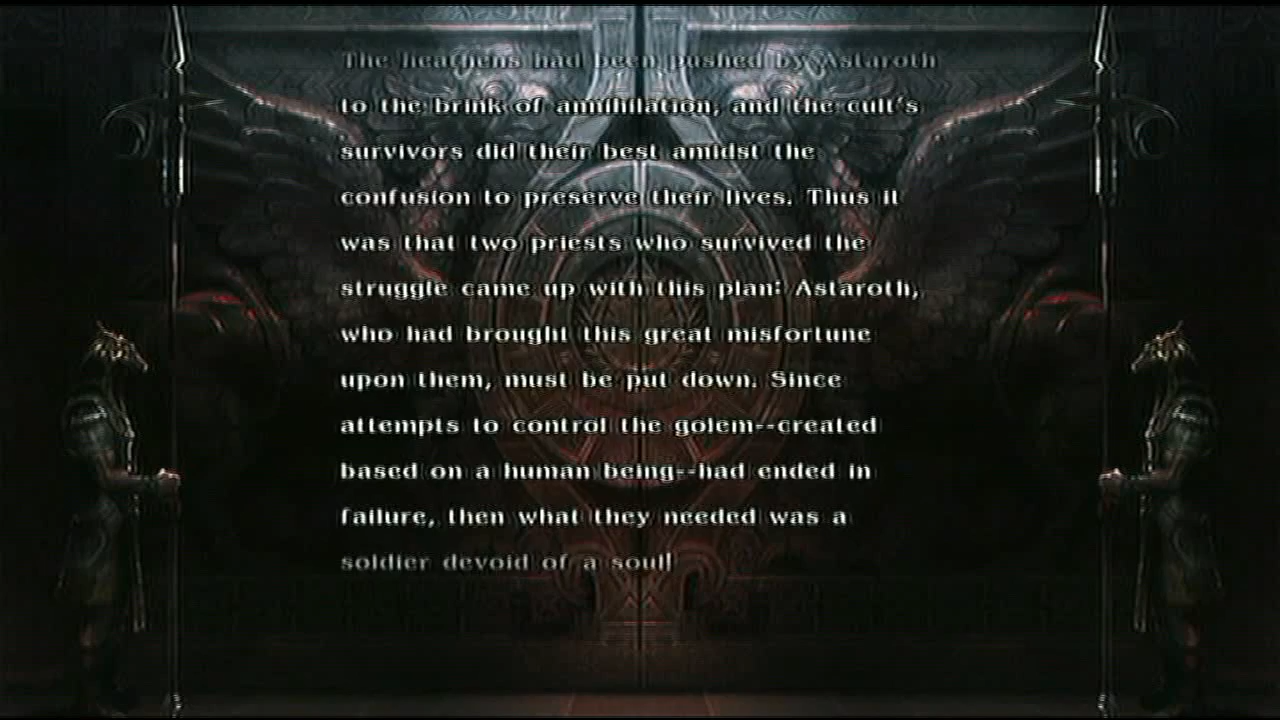 The heathens had been pushed by Astaroth
to the brink of annihilation, and the cult's
survivors did their best amidst the
confusion to preserve their lives. Thus it
was that two priests who survived the
struggle came up with this plan: Astaroth,
who had brought this great misfortune
upon them, must be put down. Since
attempts to control the golem--created
based on a human being--had ended in
failure, then what they needed was a
soldier devoid of a soul!